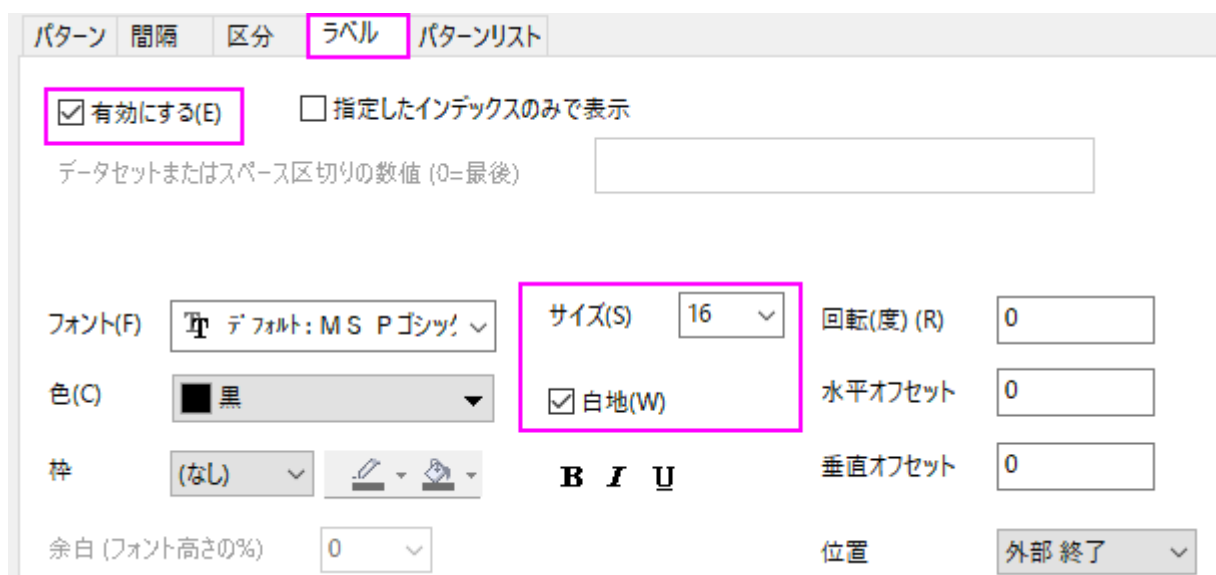 パターン 間隔 区分 ラベル パターンリスト
有効にする(E) 指定したインデックスのみで表示
データセットまたはスペース区切りの数値 (0=最後)
フォント(F) デフォルト: ＭＳ Ｐゴシック サイズ(S) 16 回転(度) (R) 0
色(C) 黒 白地(W) 水平オフセット 0
枠 (なし) B I U 垂直オフセット 0
余白 (フォント高さの%) 0 位置 外部 終了